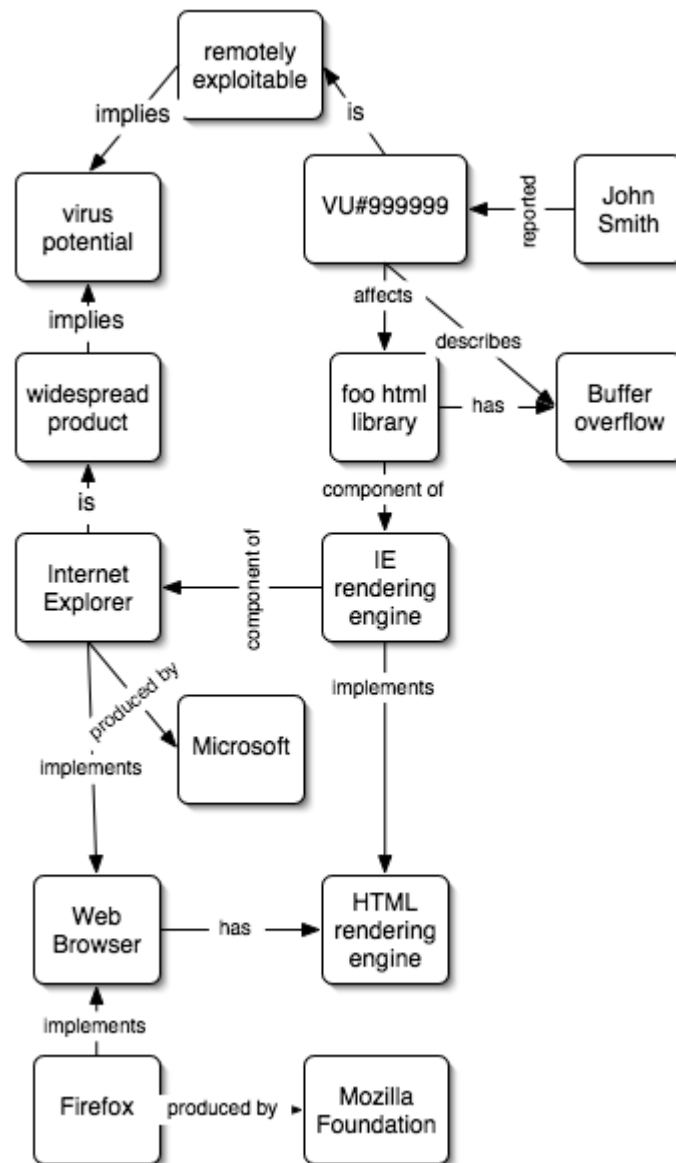 remotely
exploitable
implies
is
virus
potential
VU#999999
reported
John
Smith
implies
affects
describes
widespread
product
foo html
library
has
Buffer
overflow
is
component of
Internet
Explorer
component of
IE
rendering
engine
produced by
implements
Microsoft
implements
Web
Browser
has
HTML
rendering
engine
implements
Firefox
produced by
Mozilla
Foundation